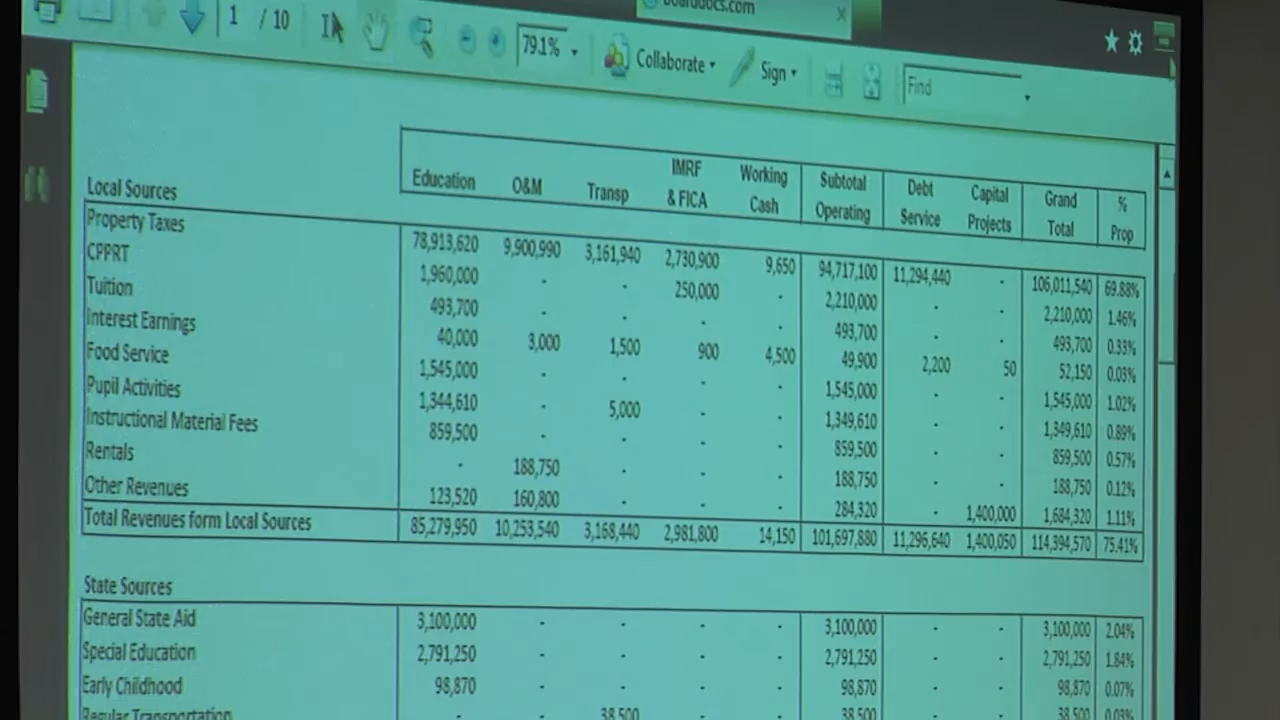 boarddocs.com
1 / 10 79.1% Collaborate Sign Find
Education O&M Transp IMRF & FICA Working Cash Subtotal Operating Debt Service Capital Projects Grand Total % Prop
Local Sources
Property Taxes 78,913,620 9,900,990 3,161,940 2,730,900 9,650 94,717,100 11,294,440 - 106,011,540 69.88%
CPPRT 1,960,000 - - 250,000 - 2,210,000 - - 2,210,000 1.46%
Tuition 493,700 - - - - 493,700 - - 493,700 0.33%
Interest Earnings 40,000 3,000 1,500 900 4,500 49,900 2,200 50 52,150 0.03%
Food Service 1,545,000 - - - - 1,545,000 - - 1,545,000 1.02%
Pupil Activities 1,344,610 - 5,000 - - 1,349,610 - - 1,349,610 0.89%
Instructional Material Fees 859,500 - - - - 859,500 - - 859,500 0.57%
Rentals - 188,750 - - - 188,750 - - 188,750 0.12%
Other Revenues 123,520 160,800 - - - 284,320 - 1,400,000 1,684,320 1.11%
Total Revenues form Local Sources 85,279,950 10,253,540 3,168,440 2,981,800 14,150 101,697,880 11,296,640 1,400,050 114,394,570 75.41%
State Sources
General State Aid 3,100,000 - - - - 3,100,000 - - 3,100,000 2.04%
Special Education 2,791,250 - - - - 2,791,250 - - 2,791,250 1.84%
Early Childhood 98,870 - - - - 98,870 - - 98,870 0.07%
Regular Transportation - 38,500 - - 38,500 - - 38,500 0.03%